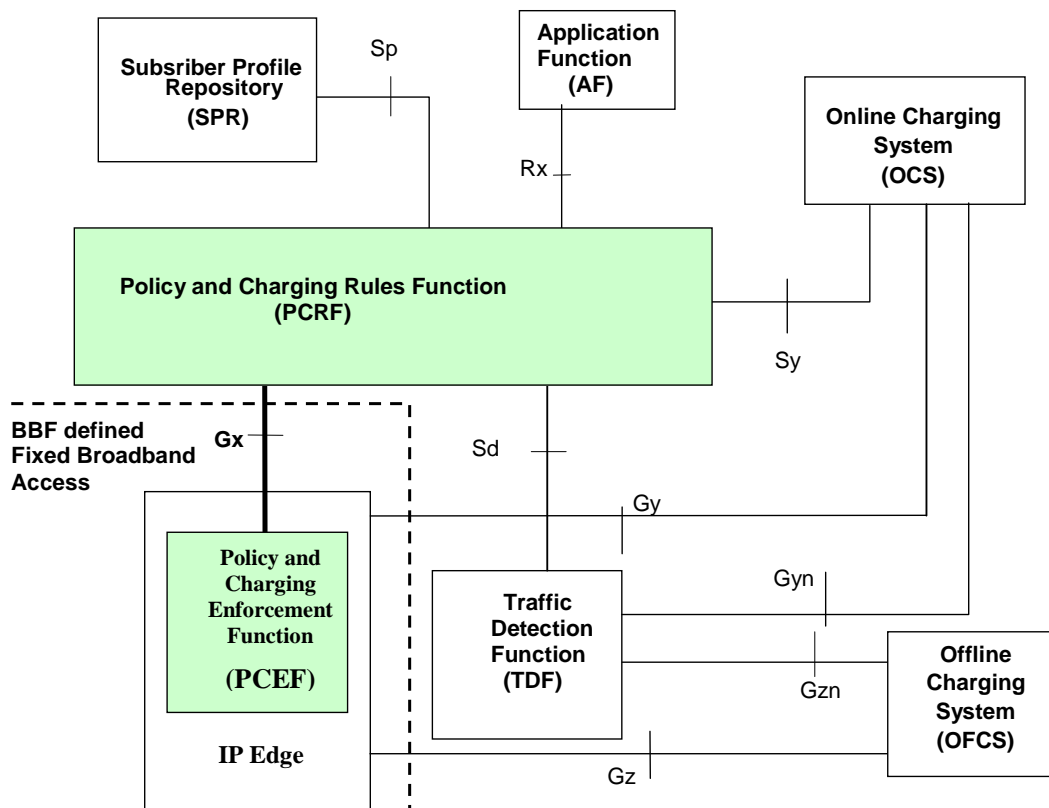 Subsriber Profile
Repository
(SPR)
Sp
Application
Function
(AF)
Rx
Online Charging
System
(OCS)
Policy and Charging Rules Function
(PCRF)
Sy
BBF defined
Fixed Broadband
Access
Gx
Sd
Gy
Policy and
Charging
Enforcement
Function
(PCEF)
IP Edge
Traffic
Detection
Function
(TDF)
Gyn
Gzn
Offline
Charging
System
(OFCS)
Gz